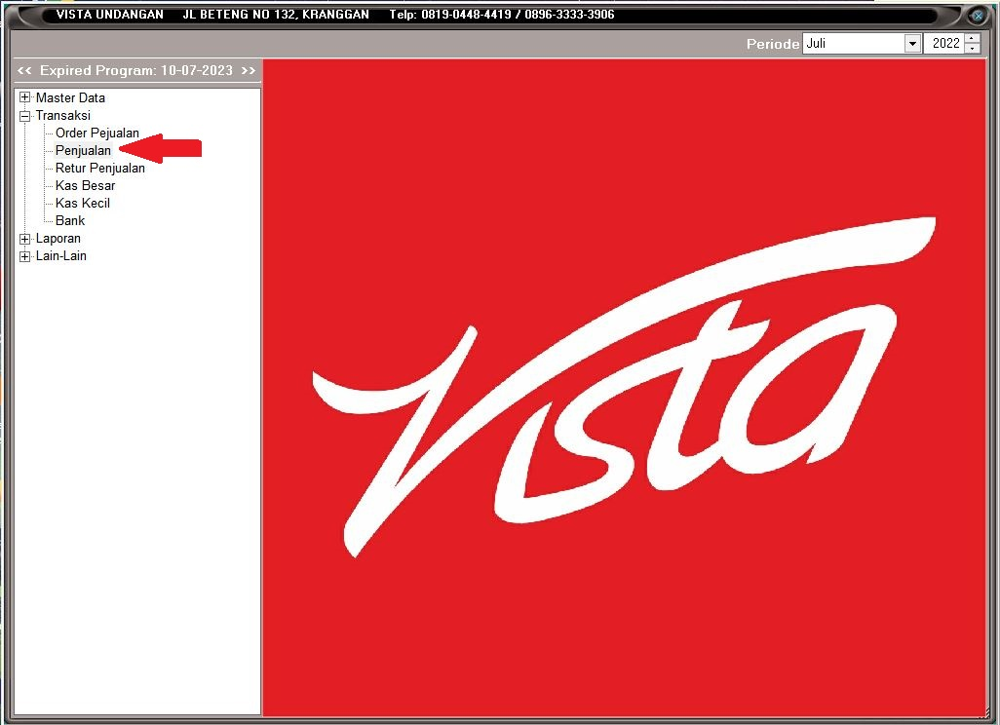 VISTA UNDANGAN JL BETENG NO 132, KRANGGAN Telp: 0819-0448-4419 / 0896-3333-3906
Periode Juli 2022
<< Expired Program: 10-07-2023 >>
Master Data
Transaksi
Order Pejualan
Penjualan
Retur Penjualan
Kas Besar
Kas Kecil
Bank
Laporan
Lain-Lain
Vista